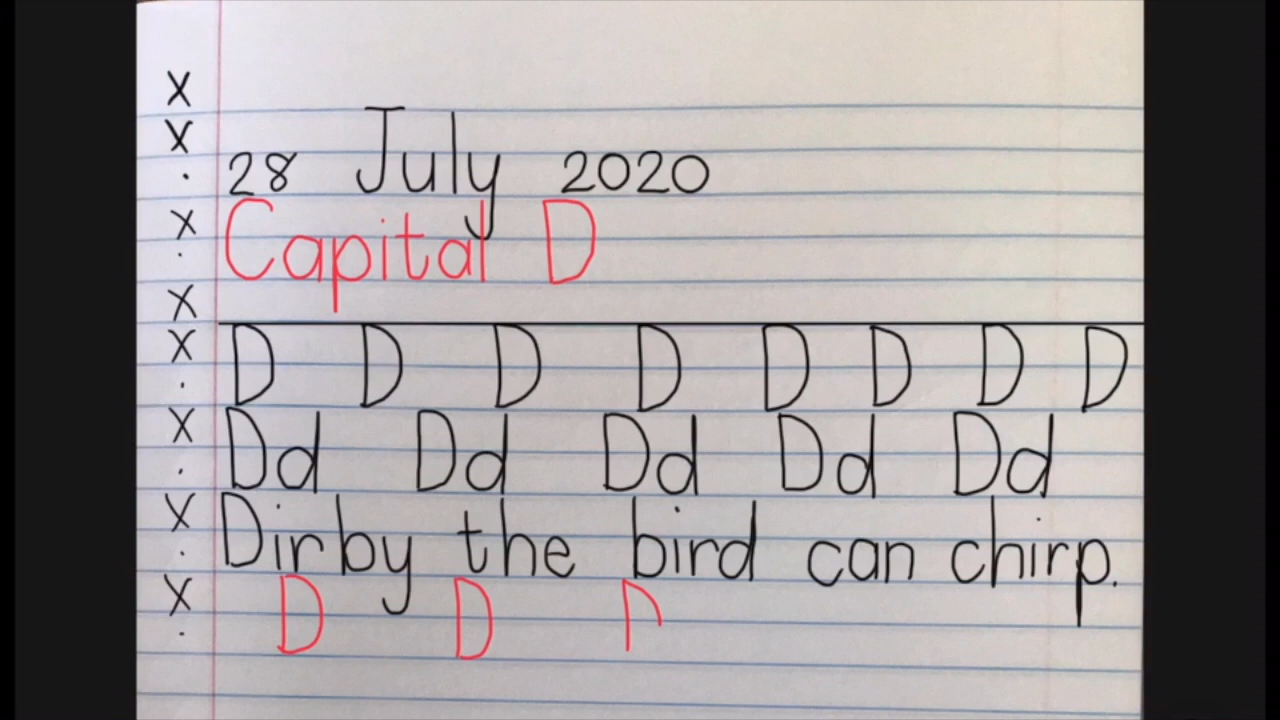 X
X
. 28 July 2020
X Capital D
.
X
X D D D D D D D D
.
X Dd Dd Dd Dd Dd
.
X Dirby the bird can chirp.
.
X D D
.